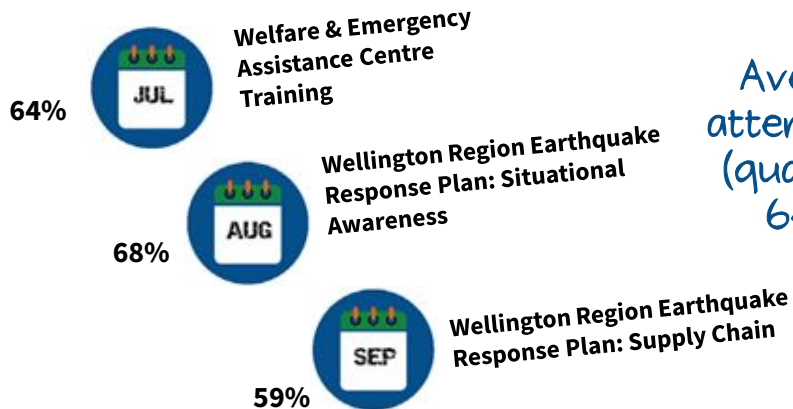 64%
JUL
Welfare & Emergency
Assistance Centre
Training
68%
AUG
Wellington Region Earthquake
Response Plan: Situational
Awareness
59%
SEP
Wellington Region Earthquake
Response Plan: Supply Chain